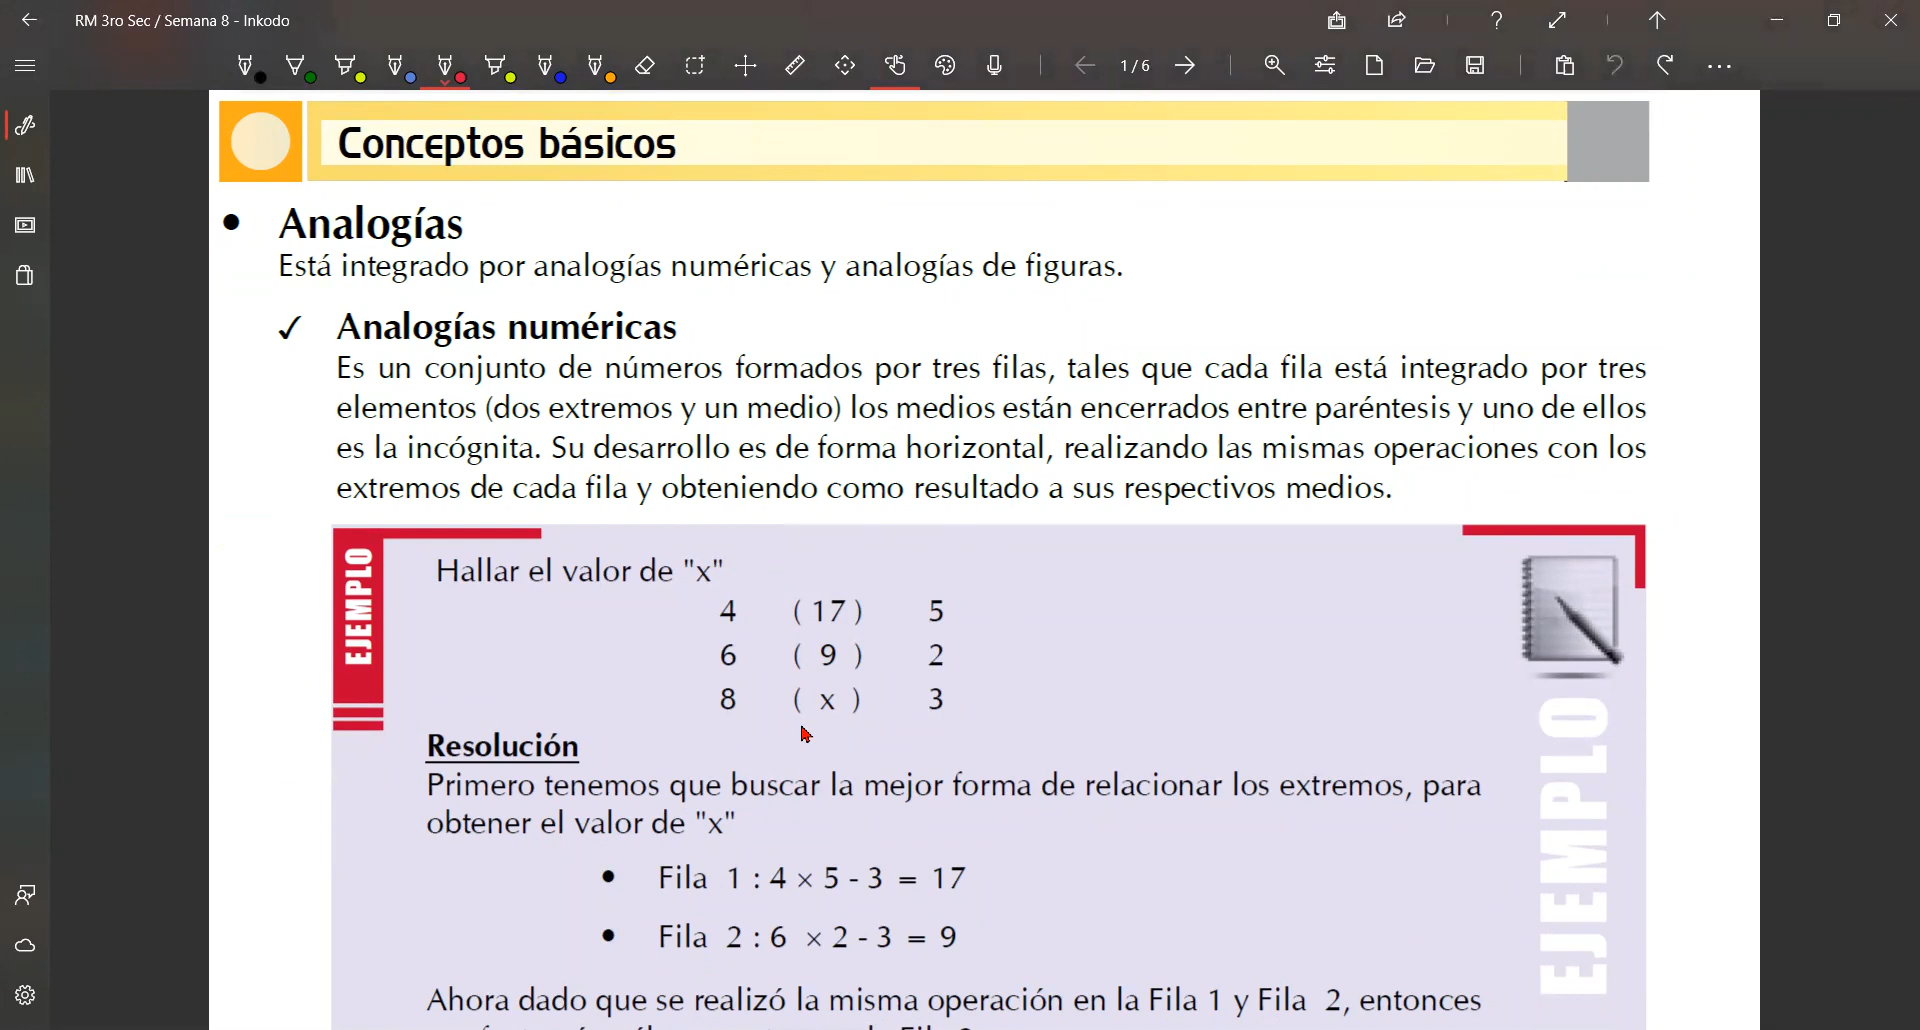 RM 3ro Sec / Semana 8 - Inkodo
1 / 6
Conceptos básicos
• Analogías
Está integrado por analogías numéricas y analogías de figuras.
✓ Analogías numéricas
Es un conjunto de números formados por tres filas, tales que cada fila está integrado por tres
elementos (dos extremos y un medio) los medios están encerrados entre paréntesis y uno de ellos
es la incógnita. Su desarrollo es de forma horizontal, realizando las mismas operaciones con los
extremos de cada fila y obteniendo como resultado a sus respectivos medios.
EJEMPLO
Hallar el valor de "x"
4 ( 17 ) 5
6 ( 9 ) 2
8 ( x ) 3
Resolución
Primero tenemos que buscar la mejor forma de relacionar los extremos, para
obtener el valor de "x"
• Fila 1 : 4 × 5 - 3 = 17
• Fila 2 : 6 × 2 - 3 = 9
Ahora dado que se realizó la misma operación en la Fila 1 y Fila 2, entonces
EJEMPLO